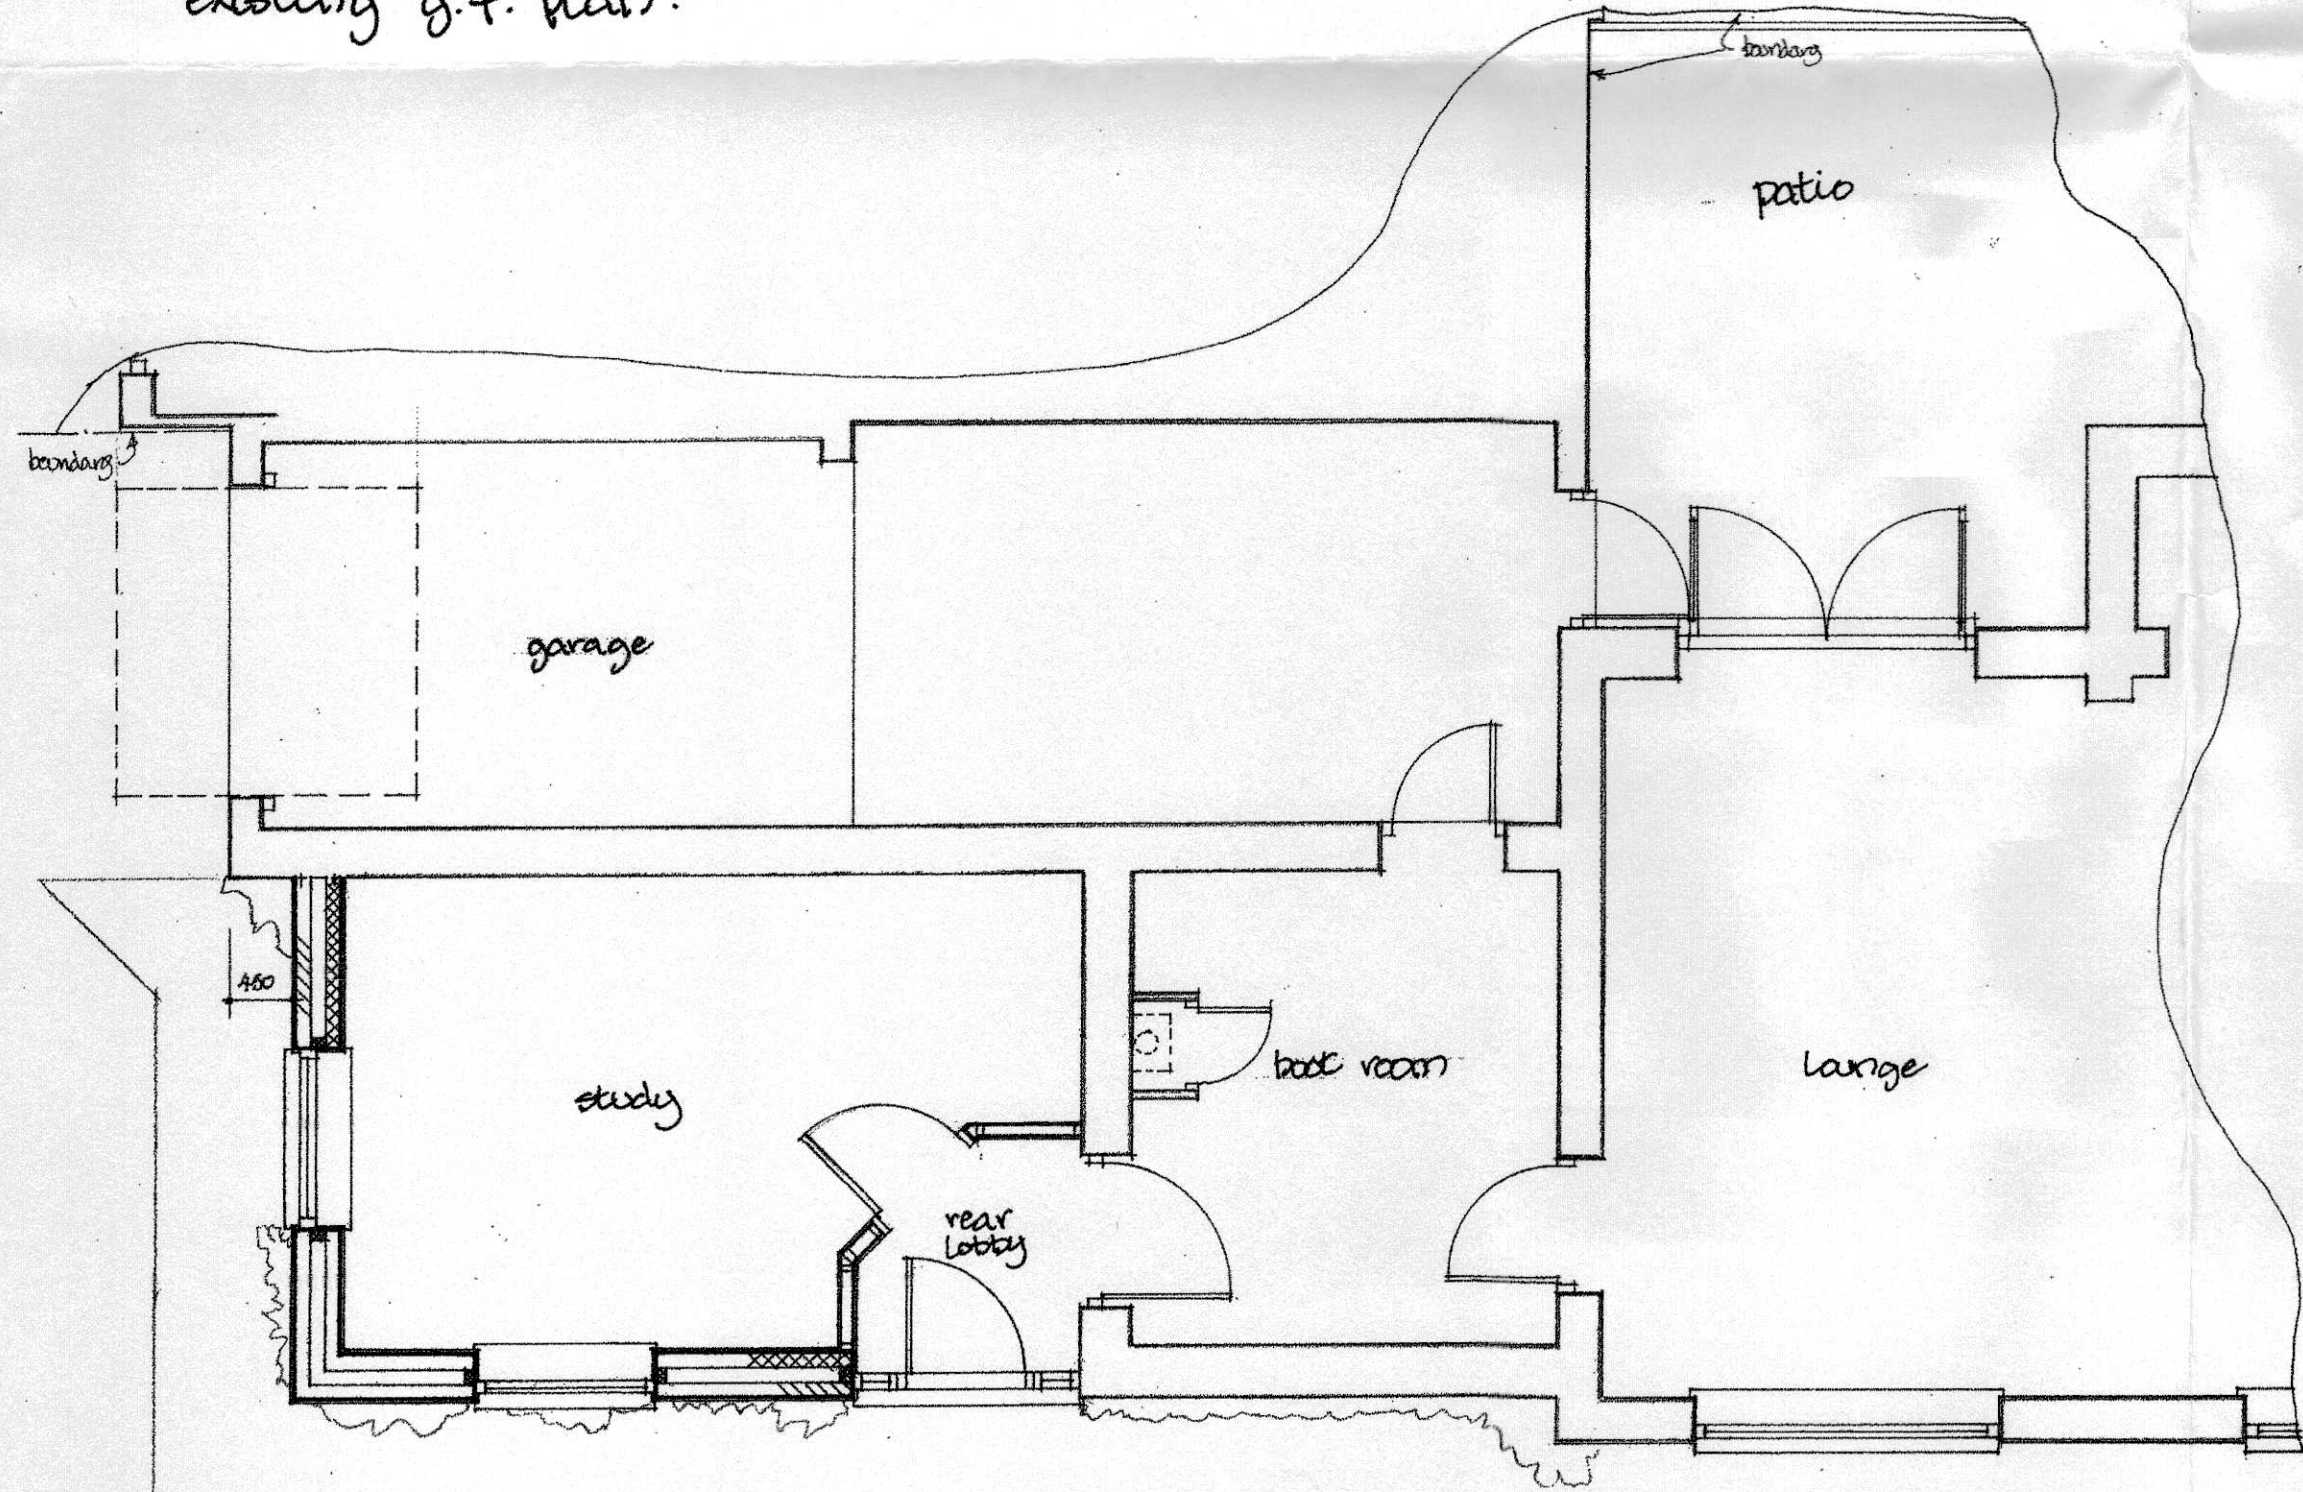 existing g.f. plan.
boundary
patio
boundary
garage
450
study
boot room
lounge
rear
lobby